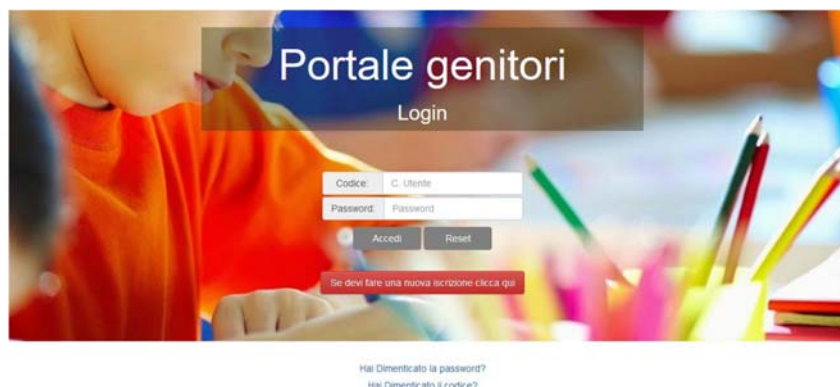 Portale genitori
Login
Codice: C. Utente
Password: Password
Accedi Reset
Se devi fare una nuova iscrizione clicca qui
Hai Dimenticato la password?
Hai Dimenticato il codice?